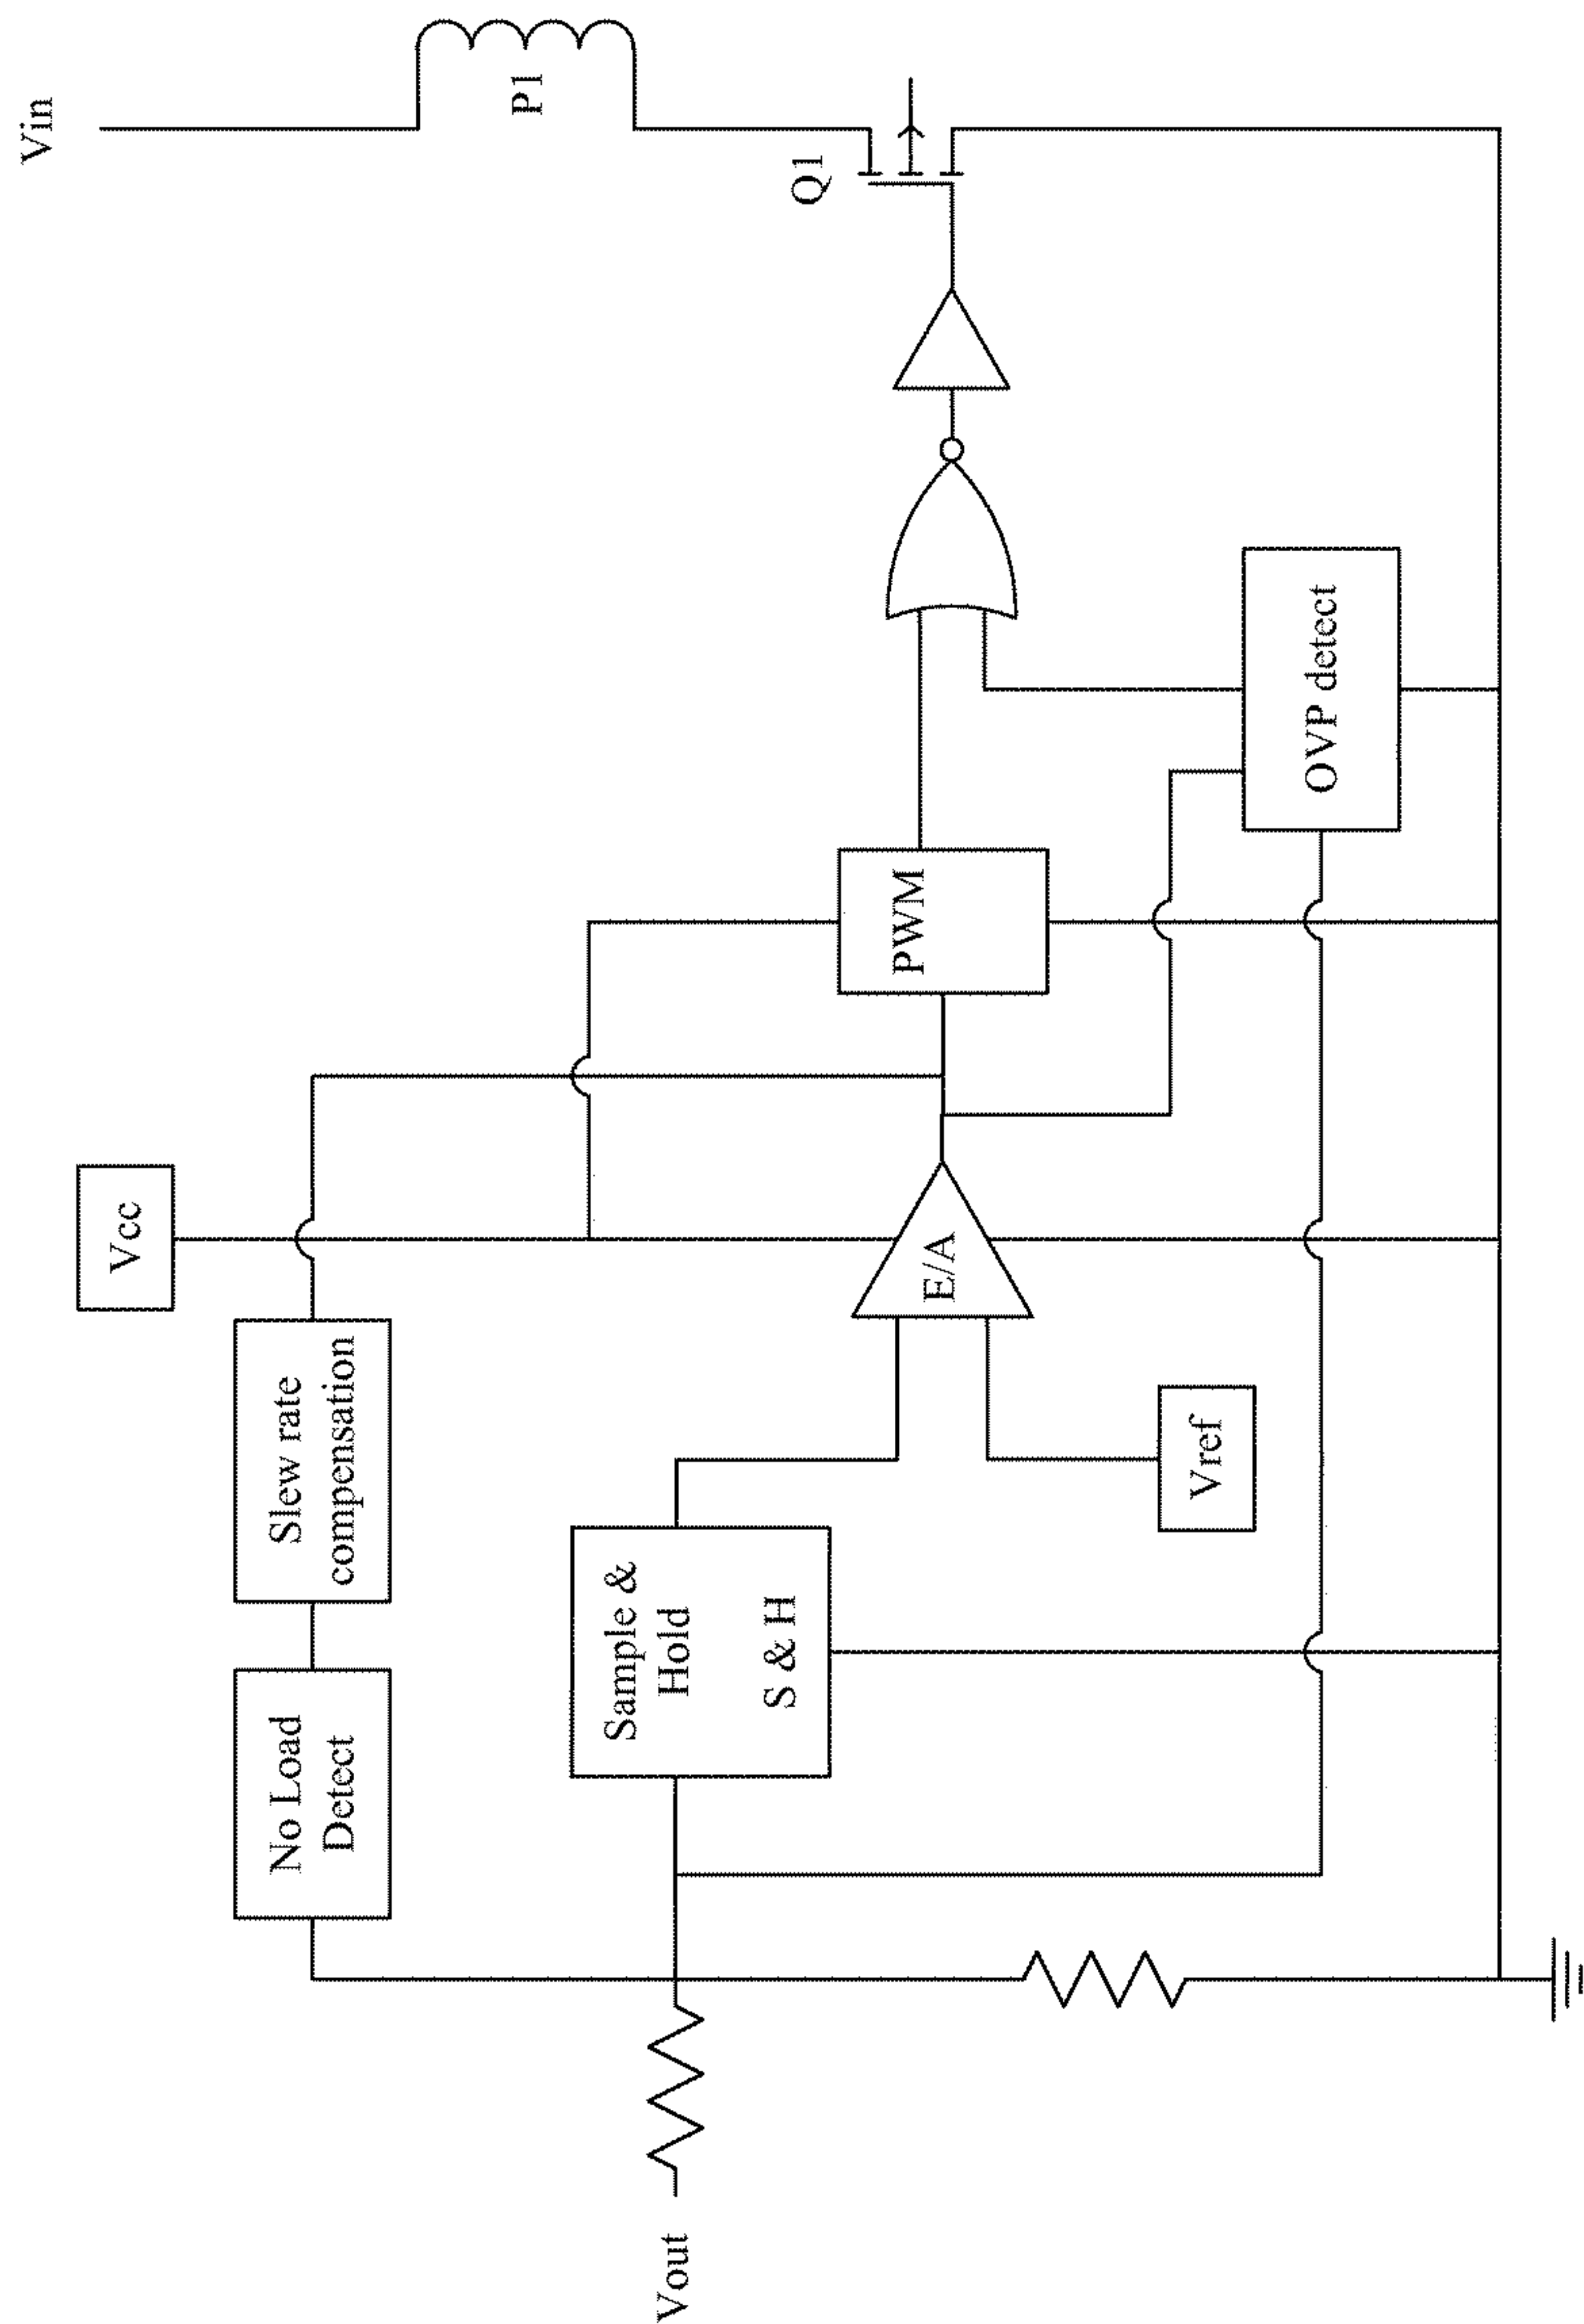 Vin
P1
Q1
Vcc
Slew rate
compensation
No Load
Detect
Sample &
Hold
S & H
E/A
PWM
Vref
OVP detect
Vout